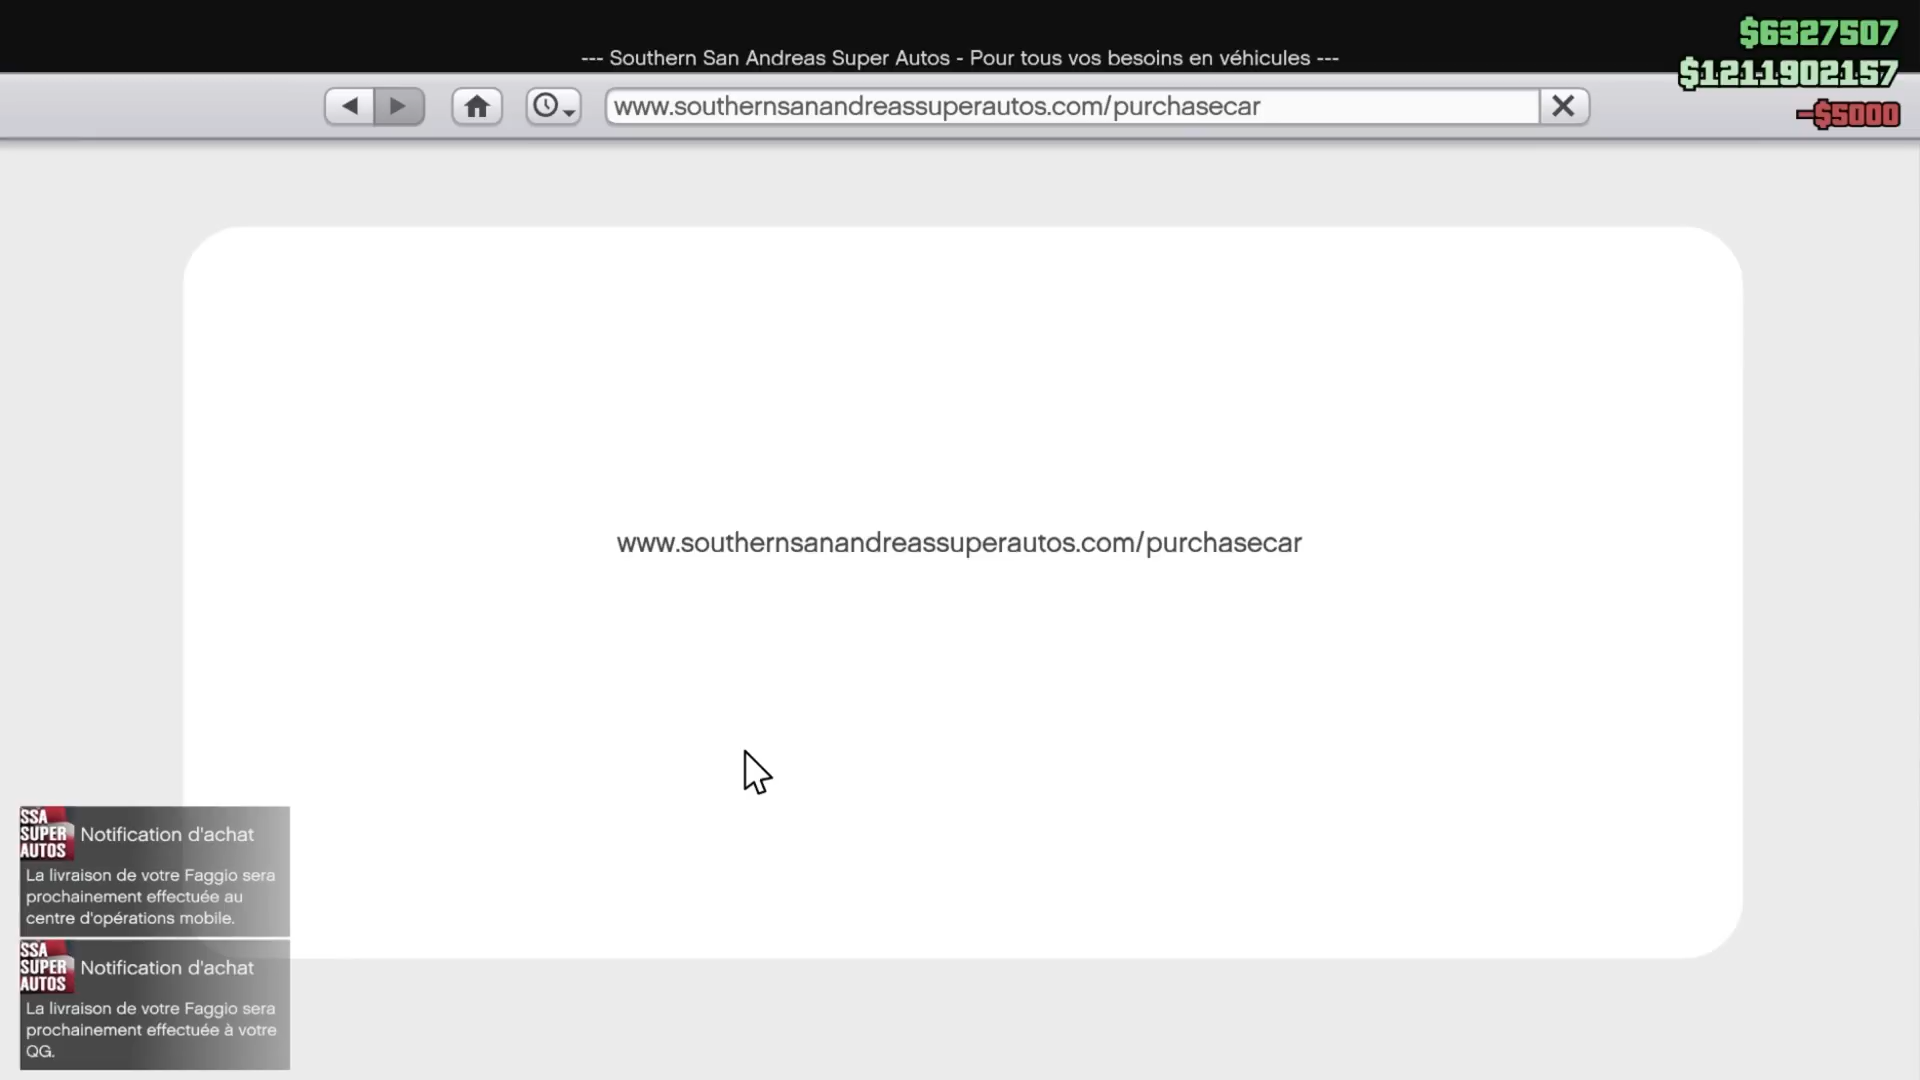 --- Southern San Andreas Super Autos - Pour tous vos besoins en véhicules ---
$6327507
$1211902157
-$5000
www.southernsanandreassuperautos.com/purchasecar
www.southernsanandreassuperautos.com/purchasecar
SSA
SUPER
AUTOS
Notification d'achat
La livraison de votre Faggio sera
prochainement effectuée au
centre d'opérations mobile.
SSA
SUPER
AUTOS
Notification d'achat
La livraison de votre Faggio sera
prochainement effectuée à votre
QG.